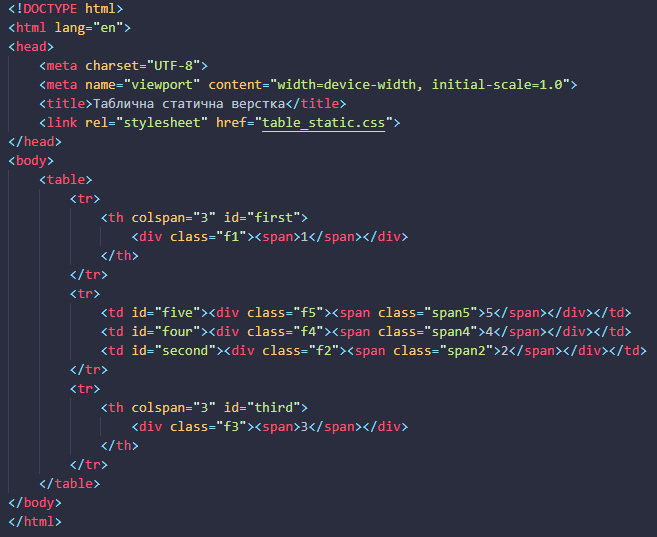 <!DOCTYPE html>
<html lang="en">
<head>
    <meta charset="UTF-8">
    <meta name="viewport" content="width=device-width, initial-scale=1.0">
    <title>Таблична статична верстка</title>
    <link rel="stylesheet" href="table_static.css">
</head>
<body>
    <table>
        <tr>
            <th colspan="3" id="first">
                <div class="f1"><span>1</span></div>
            </th>
        </tr>
        <tr>
            <td id="five"><div class="f5"><span class="span5">5</span></div></td>
            <td id="four"><div class="f4"><span class="span4">4</span></div></td>
            <td id="second"><div class="f2"><span class="span2">2</span></div></td>
        </tr>
        <tr>
            <th colspan="3" id="third">
                <div class="f3"><span>3</span></div>
            </th>
        </tr>
    </table>
</body>
</html>